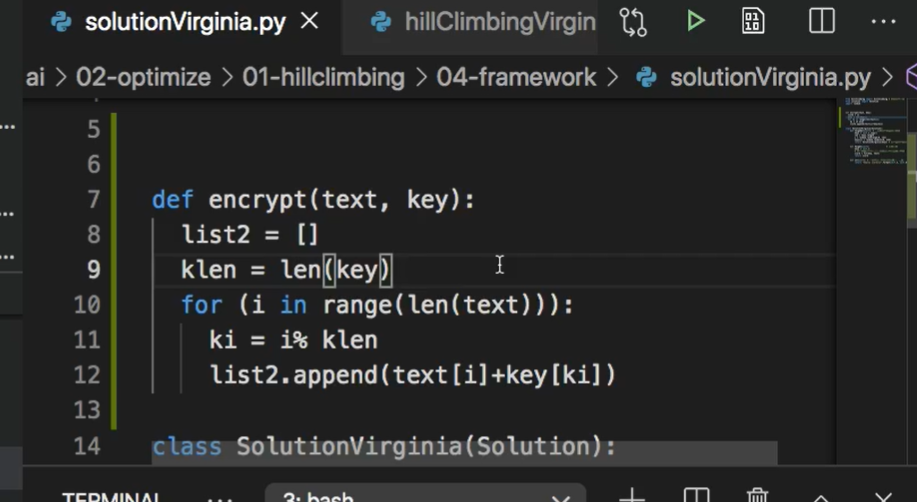 solutionVirginia.py hillClimbingVirgin
ai > 02-optimize > 01-hillclimbing > 04-framework > solutionVirginia.py >
5
6
7 def encrypt(text, key):
8 list2 = []
9 klen = len(key)
10 for (i in range(len(text))):
11 ki = i% klen
12 list2.append(text[i]+key[ki])
13
14 class SolutionVirginia(Solution):
TERMINAL ... 3: bash